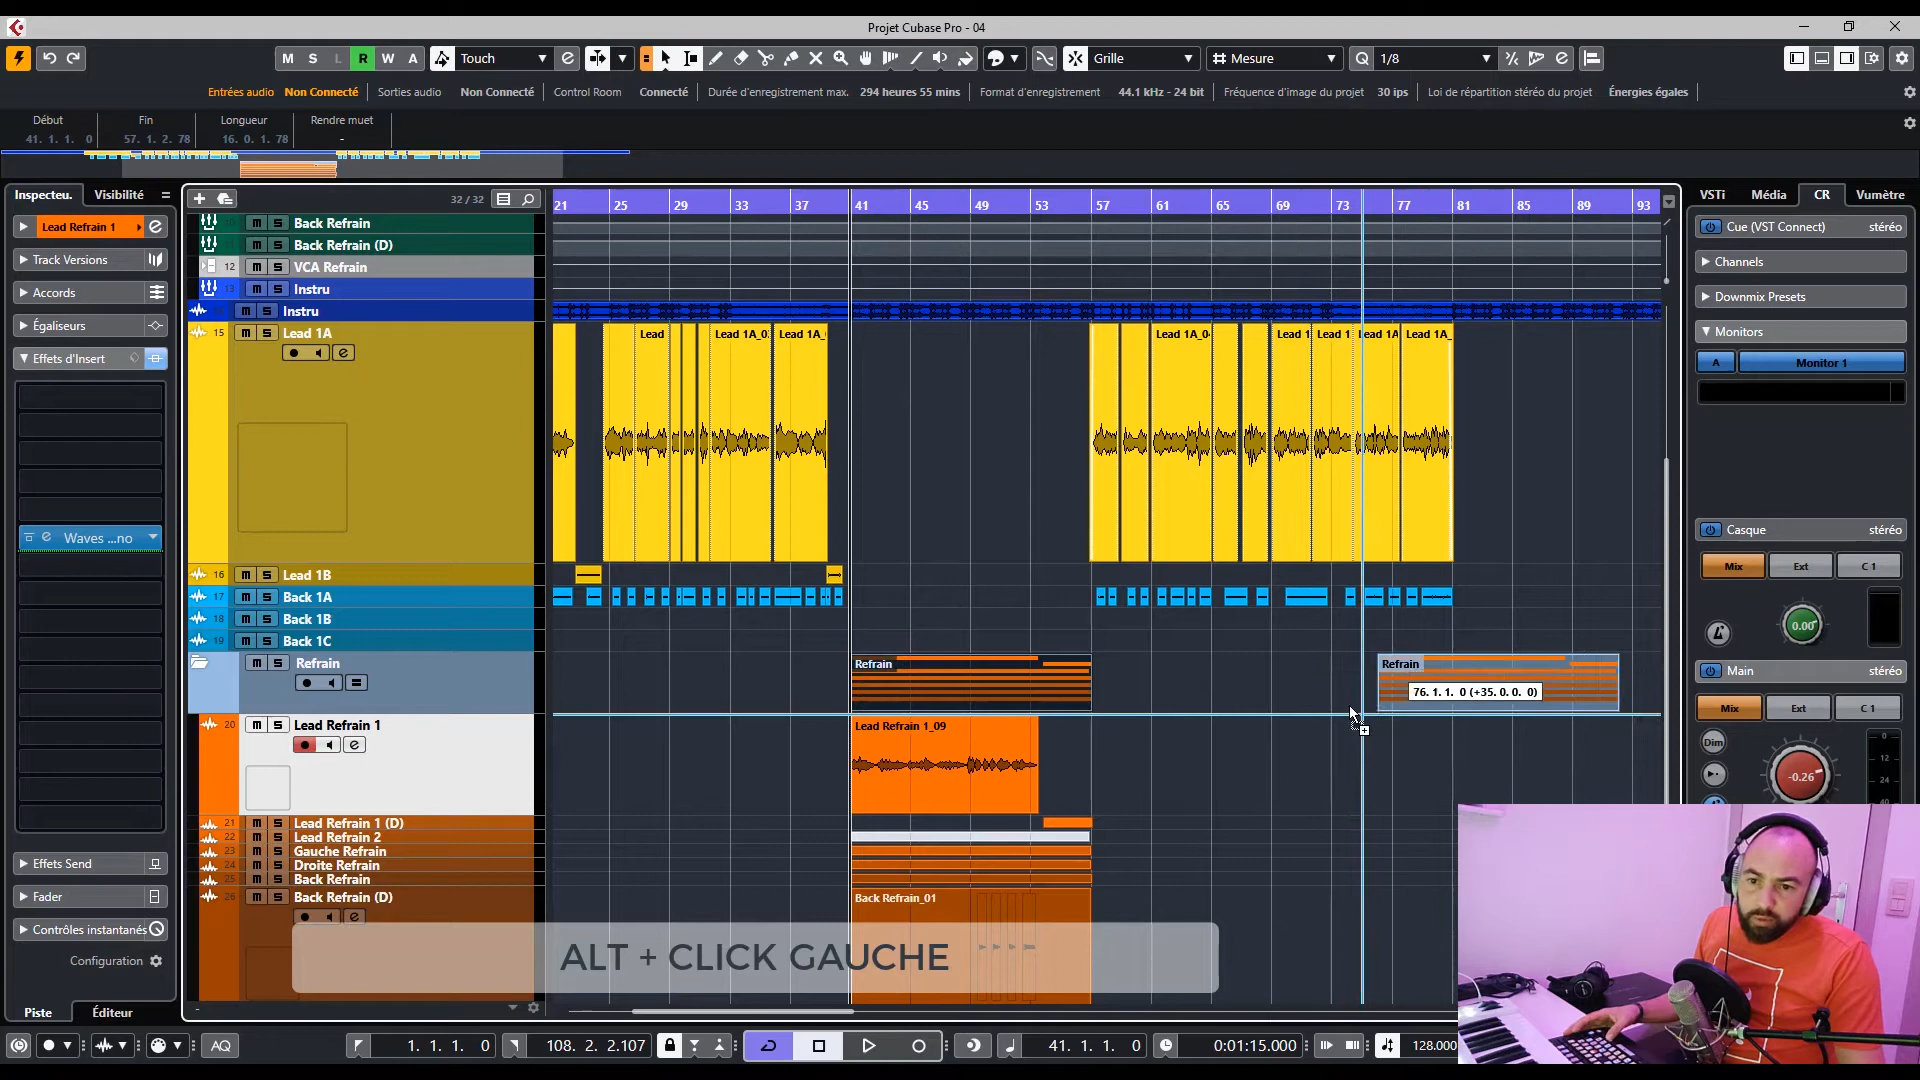 Projet Cubase Pro - 04
M S L R W A Touch Grille Mesure Q 1/8
Entrées audio Non Connecté Sorties audio Non Connecté Control Room Connecté Durée d'enregistrement max. 294 heures 55 mins Format d'enregistrement 44.1 kHz - 24 bit Fréquence d'image du projet 30 ips Loi de répartition stéréo du projet Énergies égales
Début Fin Longueur Rendre muet
41. 1. 1. 0 57. 1. 2. 78 16. 0. 1. 78 -
Inspecteu. Visibilité 32 / 32 VSTi Média CR Vumètre
21 25 29 33 37 41 45 49 53 57 61 65 69 73 77 81 85 89 93
Lead Refrain 1
Track Versions
Accords
Égaliseurs
Effets d'Insert
Waves ...no
Effets Send
Fader
Contrôles instantanés
Configuration
Piste Éditeur
m S Back Refrain
m S Back Refrain (D)
12 m S VCA Refrain
13 m S Instru
m S Instru
15 m S Lead 1A
Lead Lead 1A_0 Lead 1A_ Lead 1A_0 Lead 1 Lead 1 Lead 1A Lead 1A_
16 m S Lead 1B
17 m S Back 1A
18 m S Back 1B
19 m S Back 1C
m S Refrain
Refrain Refrain
76. 1. 1. 0 (+35. 0. 0. 0)
20 m S Lead Refrain 1
Lead Refrain 1_09
21 m S Lead Refrain 1 (D)
22 m S Lead Refrain 2
23 m S Gauche Refrain
24 m S Droite Refrain
25 m S Back Refrain
26 m S Back Refrain (D)
Back Refrain_01
ALT + CLICK GAUCHE
Cue (VST Connect) stéréo
Channels
Downmix Presets
Monitors
A Monitor 1
Casque stéréo
Mix Ext C 1
0.00
Main stéréo
Mix Ext C 1
Dim
-0.26
0
12
24
40
AQ 1. 1. 1. 0 108. 2. 2.107 41. 1. 1. 0 0:01:15.000 128.000